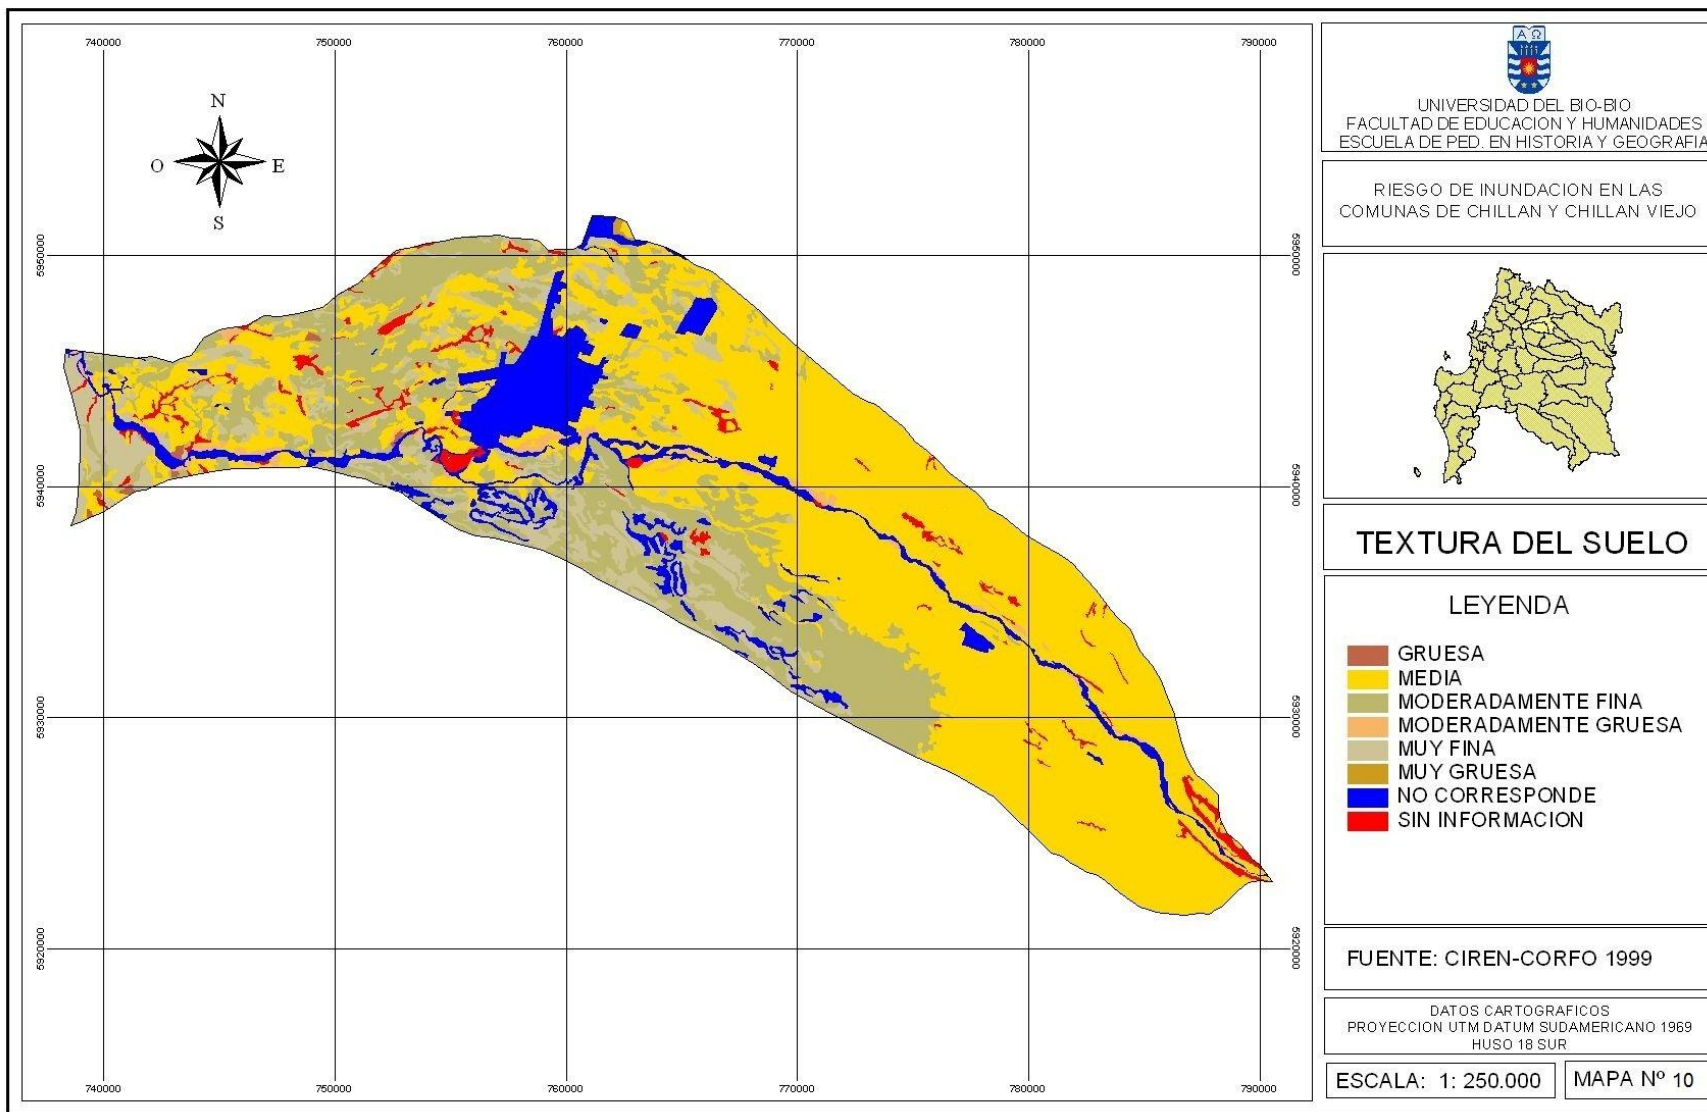 740000 750000 760000 770000 780000 790000
N
O E
S
5950000 5950000
5940000 5940000
5930000 5930000
5920000 5920000
740000 750000 760000 770000 780000 790000
Α Ω
UNIVERSIDAD DEL BIO-BIO
FACULTAD DE EDUCACION Y HUMANIDADES
ESCUELA DE PED. EN HISTORIA Y GEOGRAFIA
RIESGO DE INUNDACION EN LAS
COMUNAS DE CHILLAN Y CHILLAN VIEJO
TEXTURA DEL SUELO
LEYENDA
GRUESA
MEDIA
MODERADAMENTE FINA
MODERADAMENTE GRUESA
MUY FINA
MUY GRUESA
NO CORRESPONDE
SIN INFORMACION
FUENTE: CIREN-CORFO 1999
DATOS CARTOGRAFICOS
PROYECCION UTM DATUM SUDAMERICANO 1969
HUSO 18 SUR
ESCALA: 1: 250.000
MAPA Nº 10